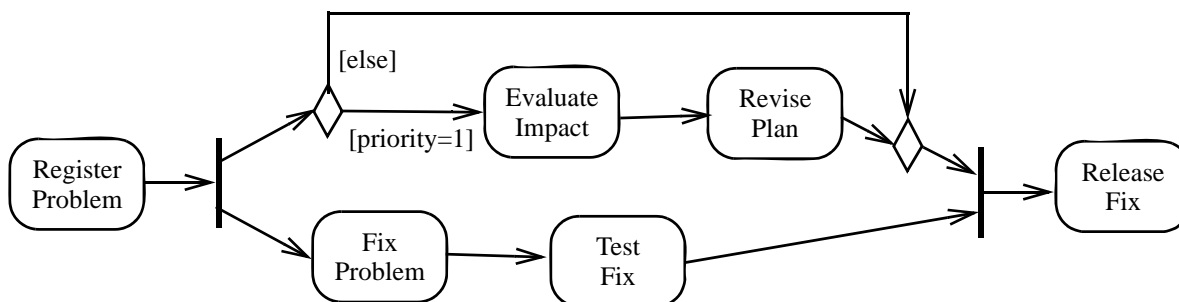 [else]
Evaluate
Impact
Revise
Plan
[priority=1]
Register
Problem
Release
Fix
Fix
Problem
Test
Fix